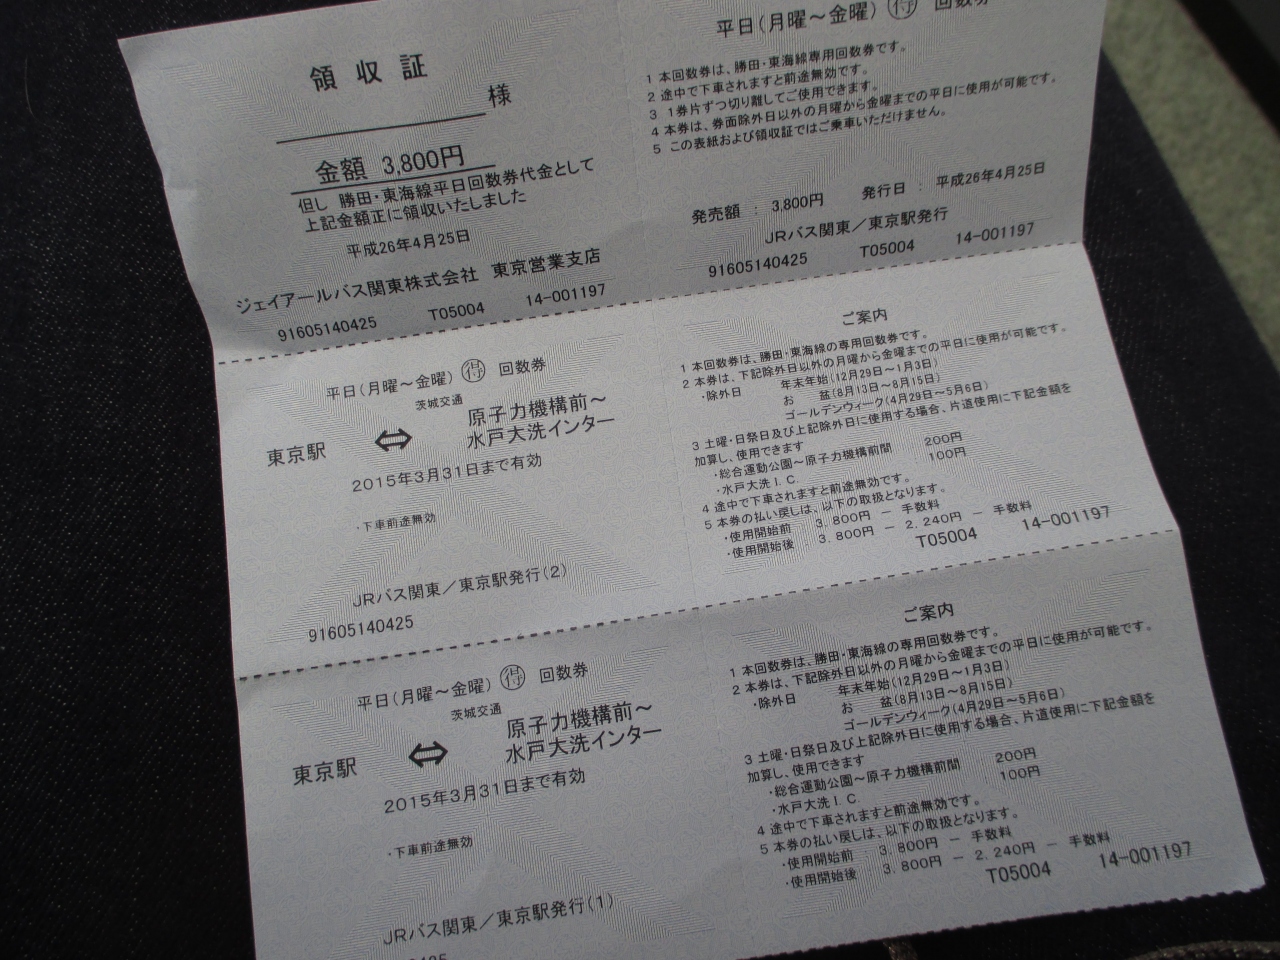 領収証
様
金額 3,800円
但し 勝田・東海線平日回数券代金として
上記金額正に領収いたしました
平成26年4月25日
ジェイアールバス関東株式会社 東京営業支店
91605140425 T05004 14-001197
平日(月曜～金曜) 得 回数券
1 本回数券は、勝田・東海線専用回数券です。
2 途中で下車されますと前途無効です。
3 1券片ずつ切り離してご使用できます。
4 本券は、券面除外日以外の月曜から金曜までの平日に使用が可能です。
5 この表紙および領収証ではご乗車いただけません。
発売額 : 3,800円 発行日 : 平成26年4月25日
JRバス関東／東京駅発行
91605140425 T05004 14-001197
平日(月曜～金曜) 得 回数券
茨城交通
東京駅 ⇔ 原子力機構前～
水戸大洗インター
2015年3月31日まで有効
・下車前途無効
JRバス関東／東京駅発行(2)
91605140425
ご案内
1 本回数券は、勝田・東海線の専用回数券です。
2 本券は、下記除外日以外の月曜から金曜までの平日に使用が可能です。
・除外日 年末年始(12月29日～1月3日)
お 盆(8月13日～8月15日)
ゴールデンウィーク(4月29日～5月6日)
3 土曜・日祭日及び上記除外日に使用する場合、片道使用に下記金額を
加算し、使用できます
・総合運動公園～原子力機構前間 200円
・水戸大洗I.C 100円
4 途中で下車されますと前途無効です。
5 本券の払い戻しは、以下の取扱となります。
・使用開始前 3,800円 － 手数料
・使用開始後 3,800円 － 2,240円 － 手数料
T05004 14-001197
平日(月曜～金曜) 得 回数券
茨城交通
東京駅 ⇔ 原子力機構前～
水戸大洗インター
2015年3月31日まで有効
・下車前途無効
JRバス関東／東京駅発行(1)
ご案内
1 本回数券は、勝田・東海線の専用回数券です。
2 本券は、下記除外日以外の月曜から金曜までの平日に使用が可能です。
・除外日 年末年始(12月29日～1月3日)
お 盆(8月13日～8月15日)
ゴールデンウィーク(4月29日～5月6日)
3 土曜・日祭日及び上記除外日に使用する場合、片道使用に下記金額を
加算し、使用できます
・総合運動公園～原子力機構前間 200円
・水戸大洗I.C 100円
4 途中で下車されますと前途無効です。
5 本券の払い戻しは、以下の取扱となります。
・使用開始前 3,800円 － 手数料
・使用開始後 3,800円 － 2,240円 － 手数料
T05004 14-001197